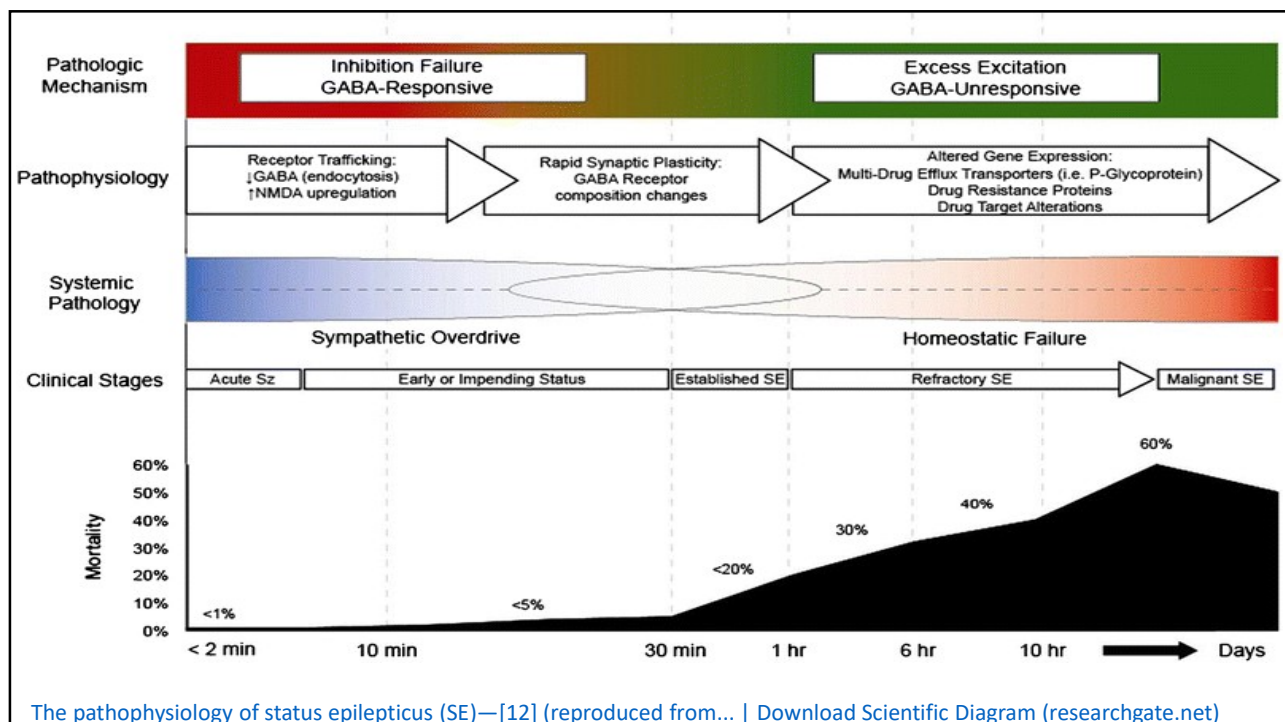 Pathologic
Mechanism
Inhibition Failure
GABA-Responsive
Excess Excitation
GABA-Unresponsive
Pathophysiology
Receptor Trafficking:
↓GABA (endocytosis)
↑NMDA upregulation
Rapid Synaptic Plasticity:
GABA Receptor
composition changes
Altered Gene Expression:
Multi-Drug Efflux Transporters (i.e. P-Glycoprotein)
Drug Resistance Proteins
Drug Target Alterations
Systemic
Pathology
Sympathetic Overdrive
Homeostatic Failure
Clinical Stages
Acute Sz
Early or Impending Status
Established SE
Refractory SE
Malignant SE
Mortality
60%
50%
40%
30%
20%
10%
0%
<1%
<5%
<20%
30%
40%
60%
< 2 min
10 min
30 min
1 hr
6 hr
10 hr
Days
The pathophysiology of status epilepticus (SE)—[12] (reproduced from... | Download Scientific Diagram (researchgate.net)